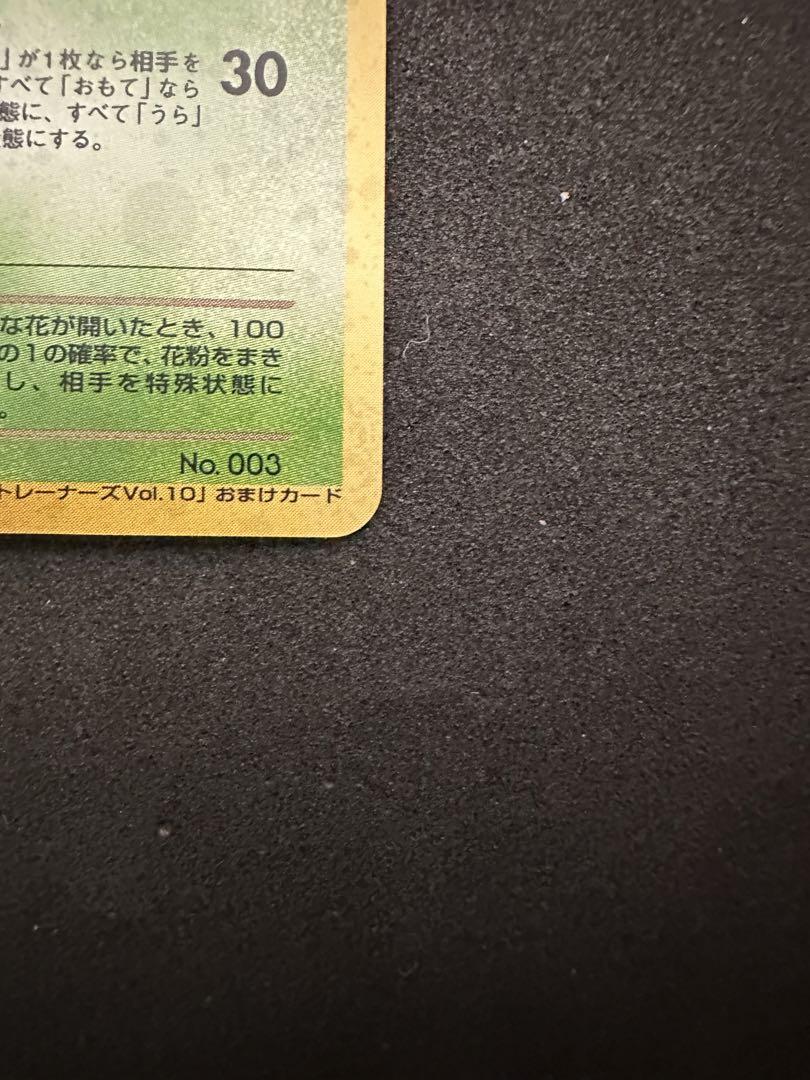 」が1枚なら相手を
すべて「おもて」なら
態に、すべて「うら」
態にする。
30
な花が開いたとき、100
の1の確率で、花粉をまき
し、相手を特殊状態に
。
No. 003
トレーナーズVol.10」おまけカード